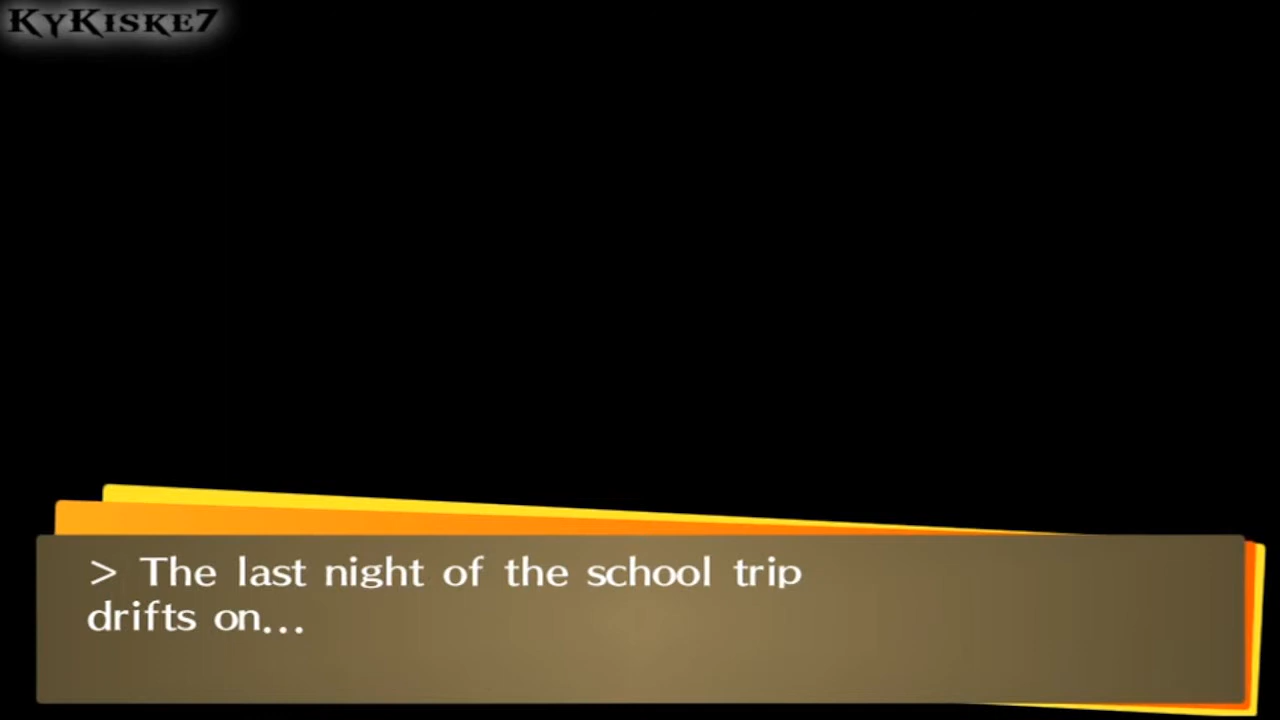 KyKiske7
> The last night of the school trip
drifts on...